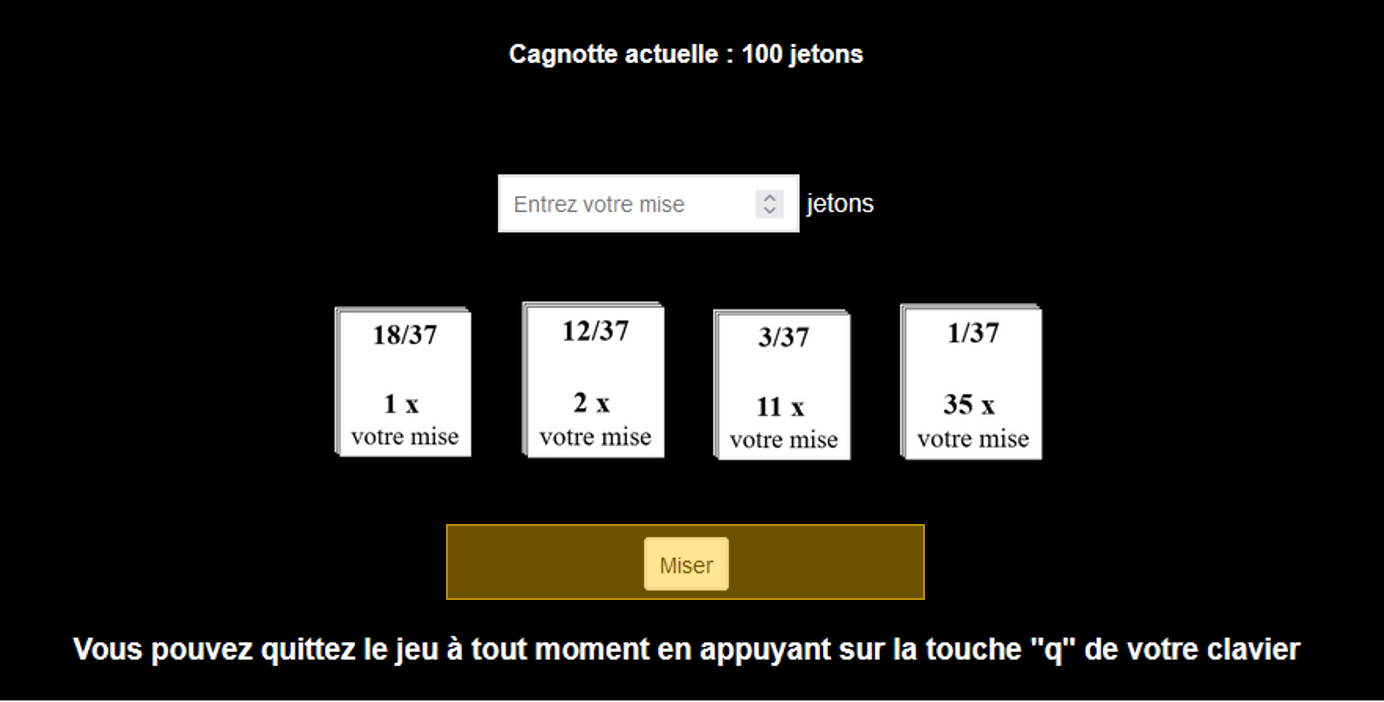 Cagnotte actuelle : 100 jetons
Entrez votre mise jetons
18/37 12/37 3/37 1/37
1 x 2 x 11 x 35 x
votre mise votre mise votre mise votre mise
Miser
Vous pouvez quittez le jeu à tout moment en appuyant sur la touche "q" de votre clavier